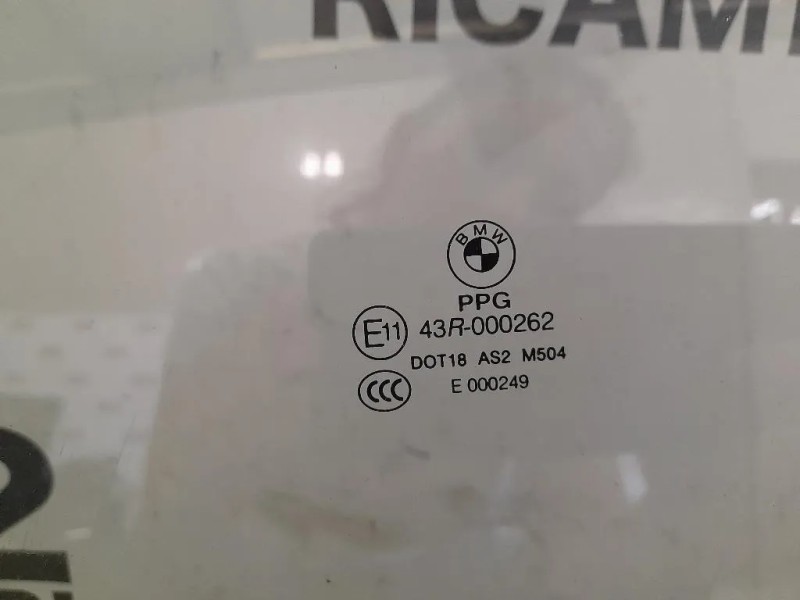 RICAM
BMW
PPG
E11 43R-000262
DOT18 AS2 M504
CCC E 000249